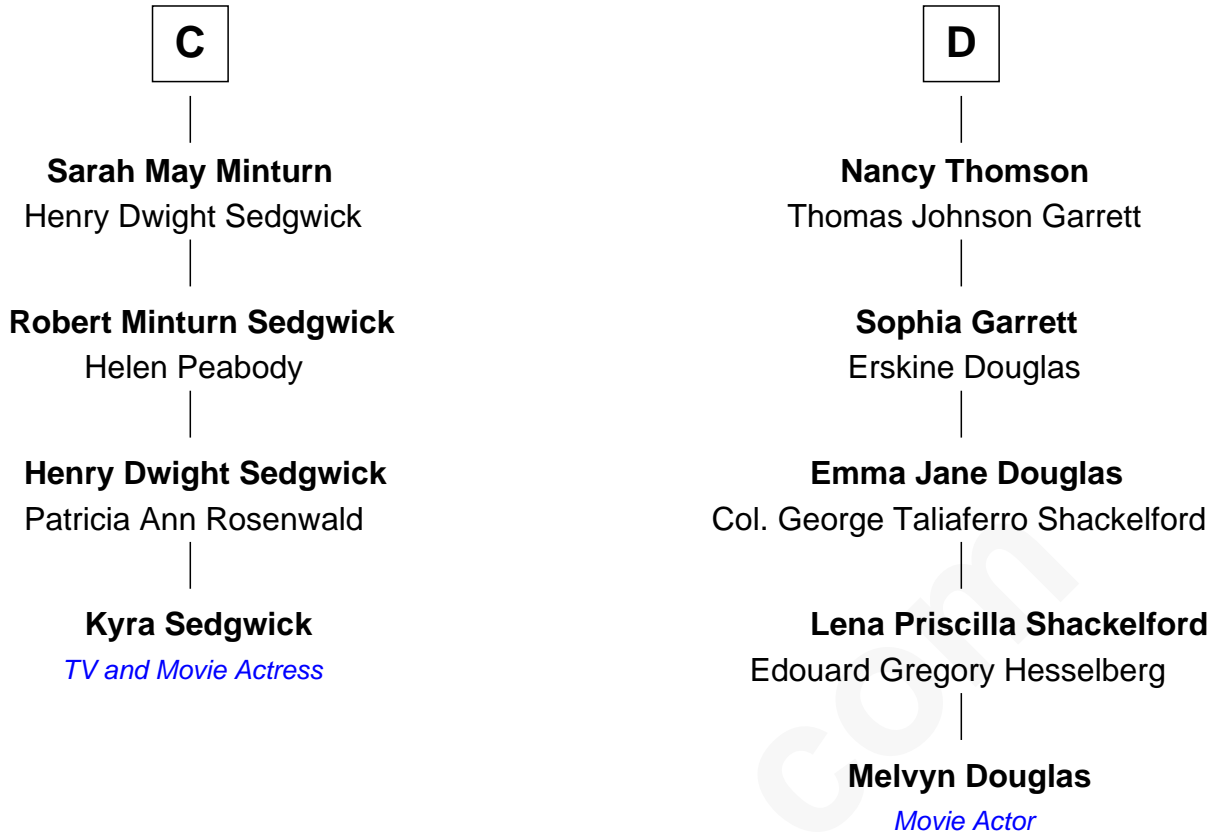 C
Sarah May Minturn
Henry Dwight Sedgwick
Robert Minturn Sedgwick
Helen Peabody
Henry Dwight Sedgwick
Patricia Ann Rosenwald
Kyra Sedgwick
TV and Movie Actress
D
Nancy Thomson
Thomas Johnson Garrett
Sophia Garrett
Erskine Douglas
Emma Jane Douglas
Col. George Taliaferro Shackelford
Lena Priscilla Shackelford
Edouard Gregory Hesselberg
Melvyn Douglas
Movie Actor
com